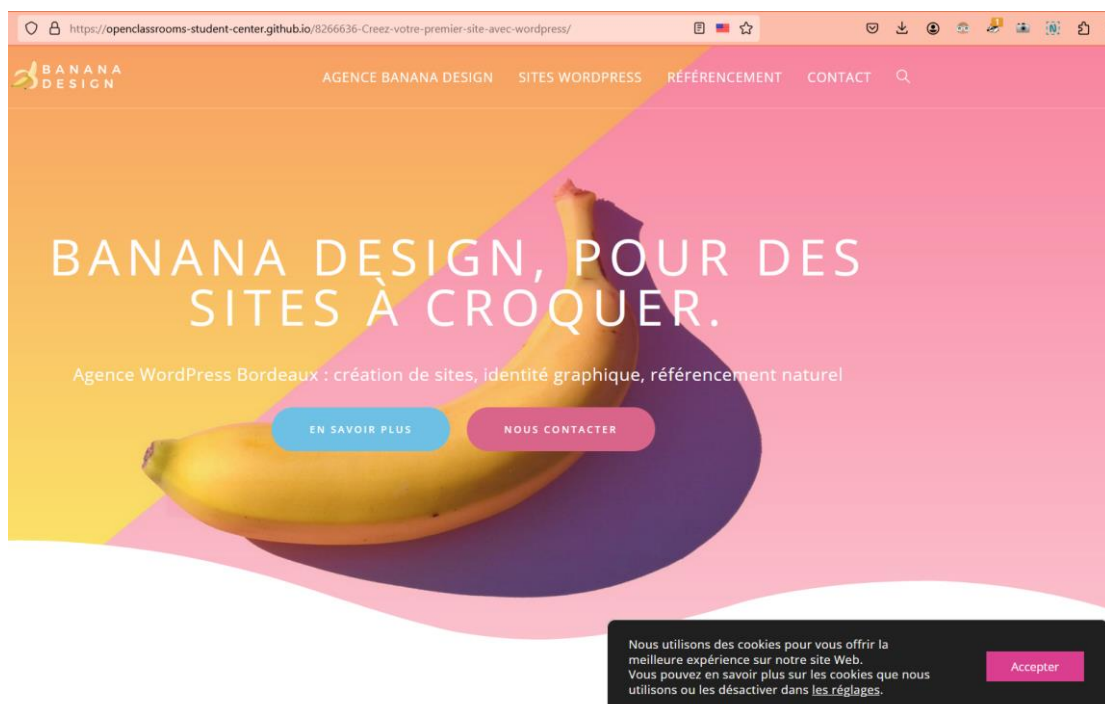 https://openclassrooms-student-center.github.io/8266636-Creez-votre-premier-site-avec-wordpress/
BANANA
DESIGN
AGENCE BANANA DESIGN SITES WORDPRESS RÉFÉRENCEMENT CONTACT
BANANA DESIGN, POUR DES
SITES À CROQUER.
Agence WordPress Bordeaux : création de sites, identité graphique, référencement naturel
EN SAVOIR PLUS
NOUS CONTACTER
Nous utilisons des cookies pour vous offrir la
meilleure expérience sur notre site Web.
Vous pouvez en savoir plus sur les cookies que nous
utilisons ou les désactiver dans les réglages.
Accepter